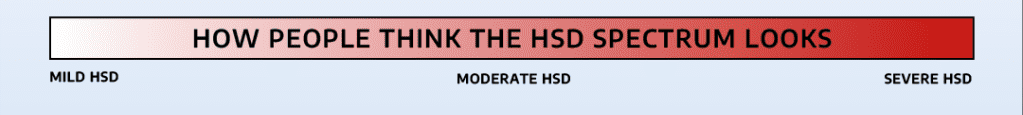 HOW PEOPLE THINK THE HSD SPECTRUM LOOKS
MILD HSD
MODERATE HSD
SEVERE HSD